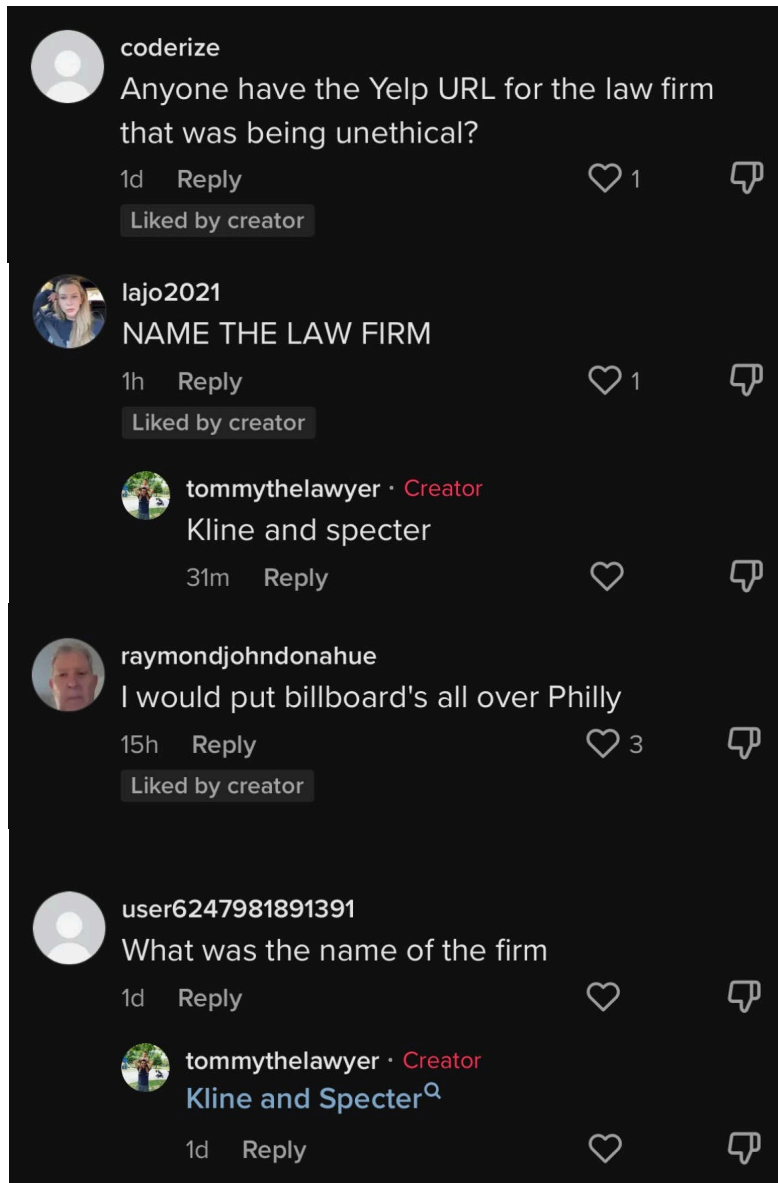 coderize
Anyone have the Yelp URL for the law firm
that was being unethical?
1d Reply 1
Liked by creator
lajo2021
NAME THE LAW FIRM
1h Reply 1
Liked by creator
tommythelawyer · Creator
Kline and specter
31m Reply
raymondjohndonahue
I would put billboard's all over Philly
15h Reply 3
Liked by creator
user6247981891391
What was the name of the firm
1d Reply
tommythelawyer · Creator
Kline and Specter
1d Reply